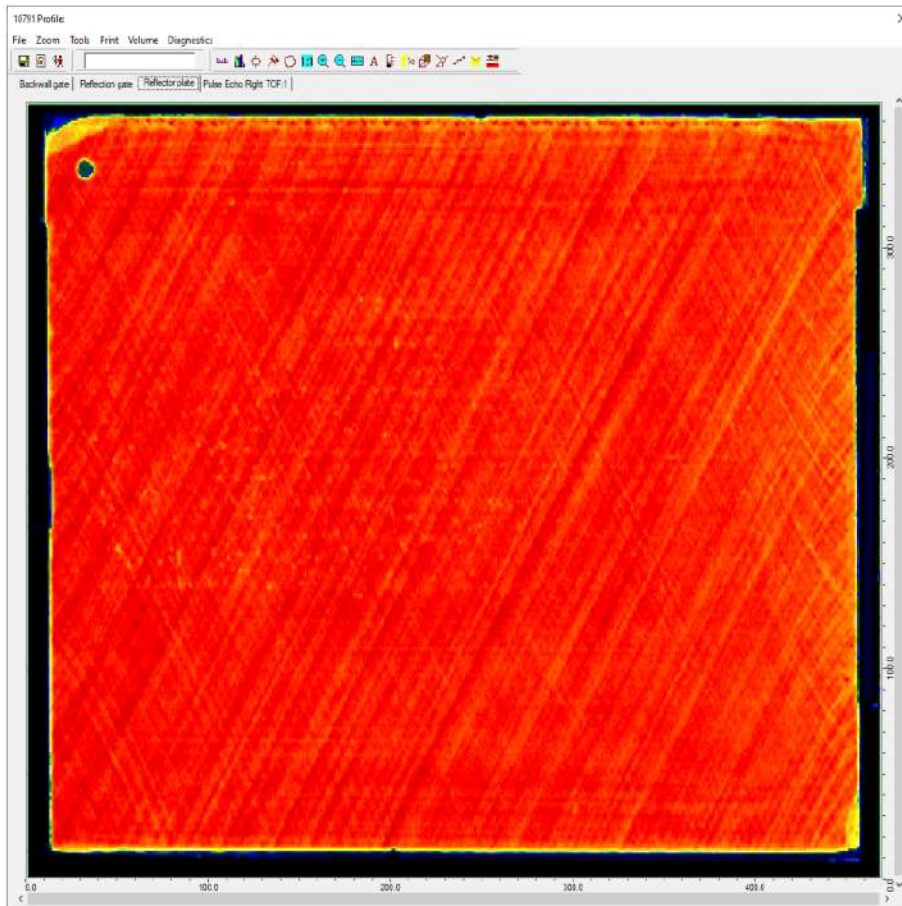 10791 Profile:
File Zoom Tools Print Volume Diagnostics
A
Backwall gate Reflection gate Reflector plate Pulse Echo Right TOF:1
300.0
200.0
100.0
0.0
0.0 100.0 200.0 300.0 400.0